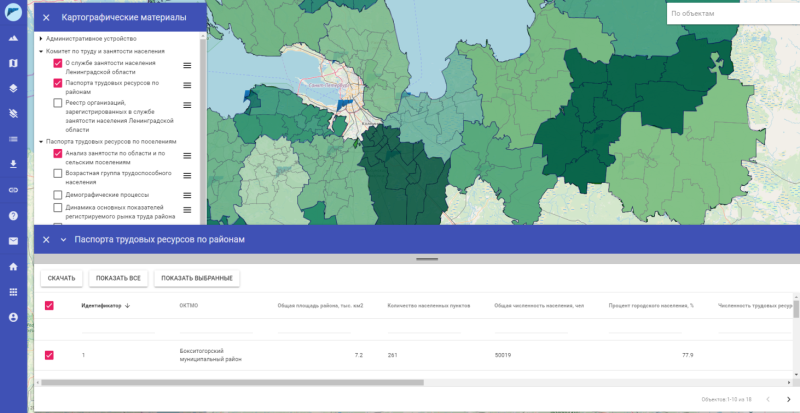 Картографические материалы
По объектам
Административное устройство
Комитет по труду и занятости населения
О службе занятости населения
Ленинградской области
Паспорта трудовых ресурсов по
районам
Реестр организаций,
зарегистрированных в службе
занятости населения Ленинградской
области
Паспорта трудовых ресурсов по поселениям
Анализ занятости по области и по
сельским поселениям
Возрастная группа трудоспособного
населения
Демографические процессы
Динамика основных показателей
регистрируемого рынка труда района
Санкт-Петербург
Паспорта трудовых ресурсов по районам
СКАЧАТЬ
ПОКАЗАТЬ ВСЕ
ПОКАЗАТЬ ВЫБРАННЫЕ
Идентификатор
ОКТМО
Общая площадь района, тыс. км2
Количество населенных пунктов
Общая численность населения, чел
Процент городского населения, %
Численность трудовых ресур
1
Бокситогорский
муниципальный район
7.2
261
50019
77.9
Объектов 1-10 из 18